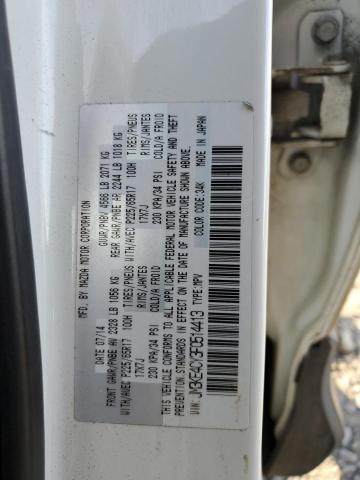 MFD. BY MAZDA MOTOR CORPORATION
DATE 07/14 GVWR/PNBV 4566 LB 2071 KG
FRONT GAWR/PNBE AV 2328 LB 1056 KG REAR GAWR/PNBE AR 2244 LB 1018 KG
WITH/AVEC P225/65R17 100H TIRES/PNEUS WITH/AVEC P225/65R17 100H TIRES/PNEUS
17X7J RIMS/JANTES 17X7J RIMS/JANTES
230 KPA/34 PSI COLD/A FROID 230 KPA/34 PSI COLD/A FROID
THIS VEHICLE CONFORMS TO ALL APPLICABLE FEDERAL MOTOR VEHICLE SAFETY AND THEFT
PREVENTION STANDARDS IN EFFECT ON THE DATE OF MANUFACTURE SHOWN ABOVE.
VIN: JM3KE4CY3F0514413 TYPE: MPV COLOR CODE: 34K MADE IN JAPAN